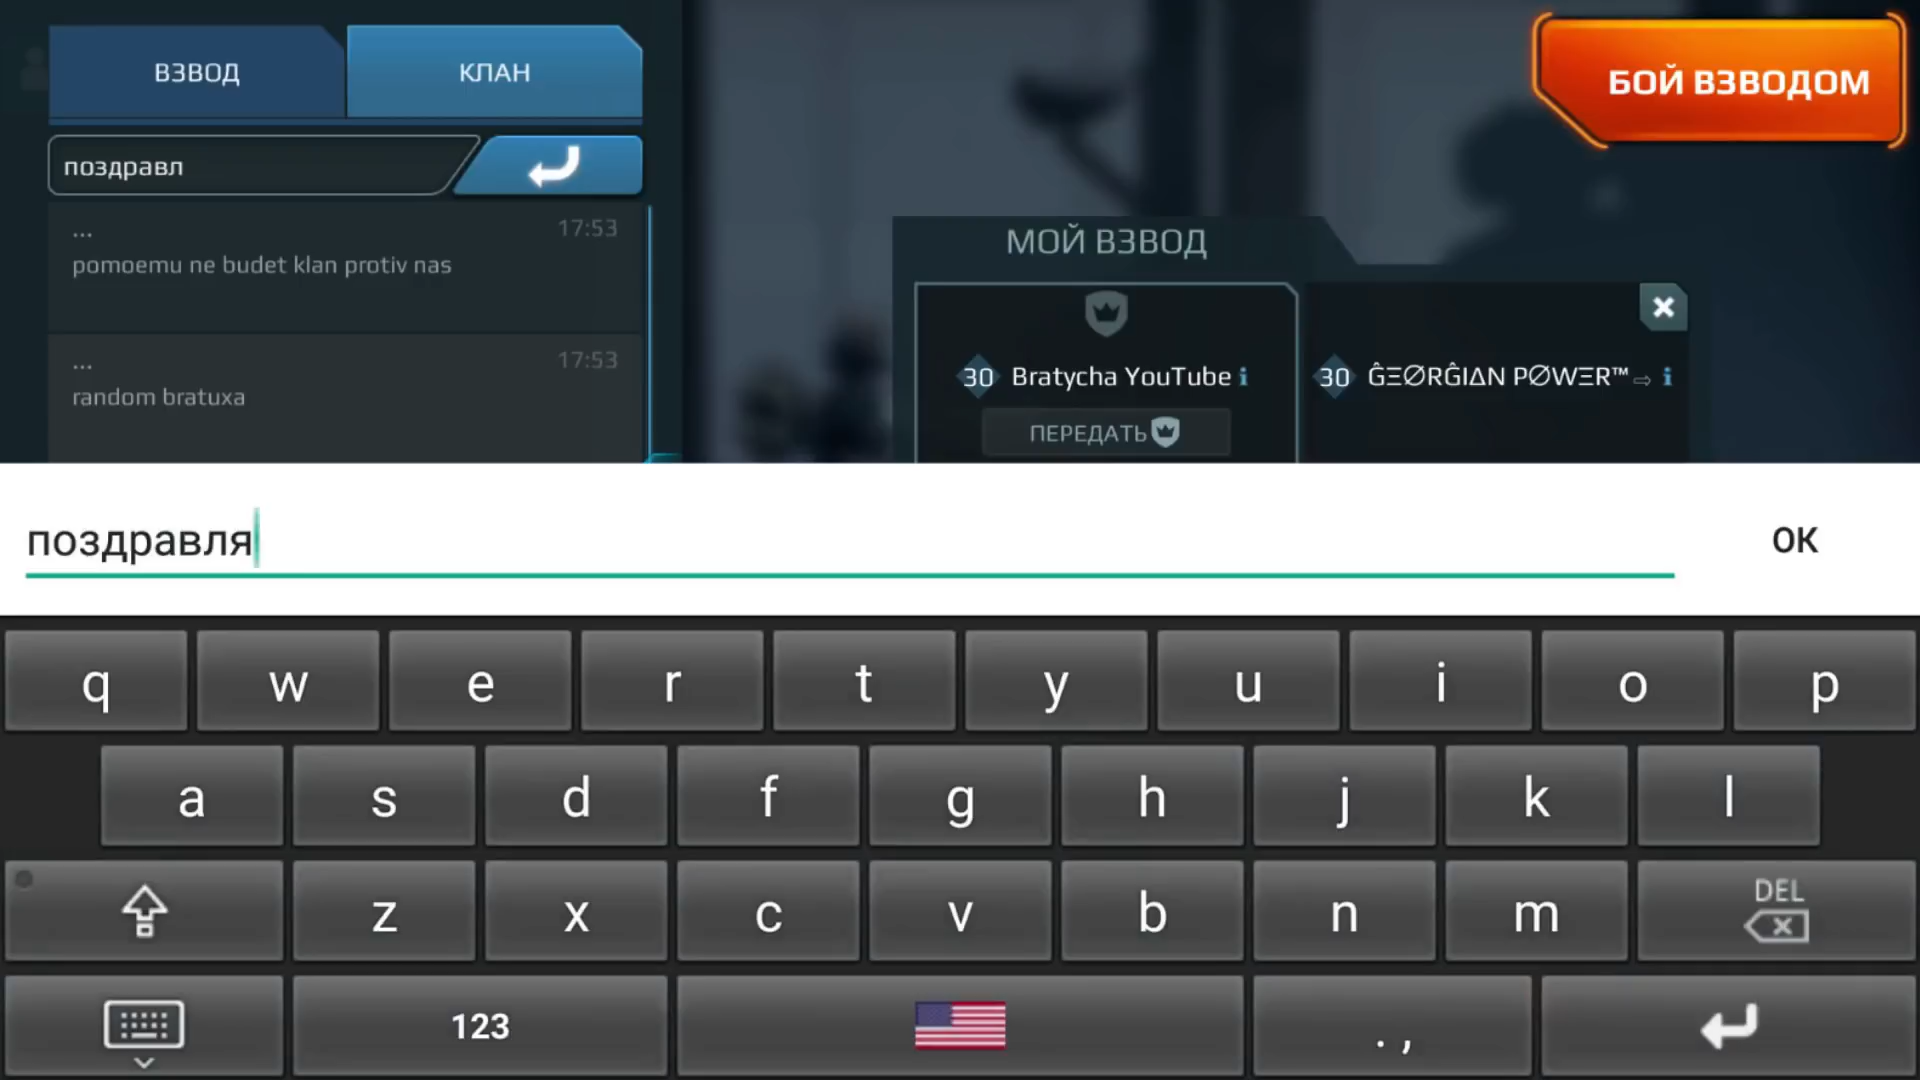 ВЗВОД
КЛАН
БОЙ ВЗВОДОМ
поздравл
... 17:53
pomoemu ne budet klan protiv nas
... 17:53
random bratuxa
МОЙ ВЗВОД
30 Bratycha YouTube i
ПЕРЕДАТЬ
30 ĜΞØRĜIΔN PØWΞR™⇨ i
поздравля
OK
q w e r t y u i o p
a s d f g h j k l
z x c v b n m DEL
123 . ,